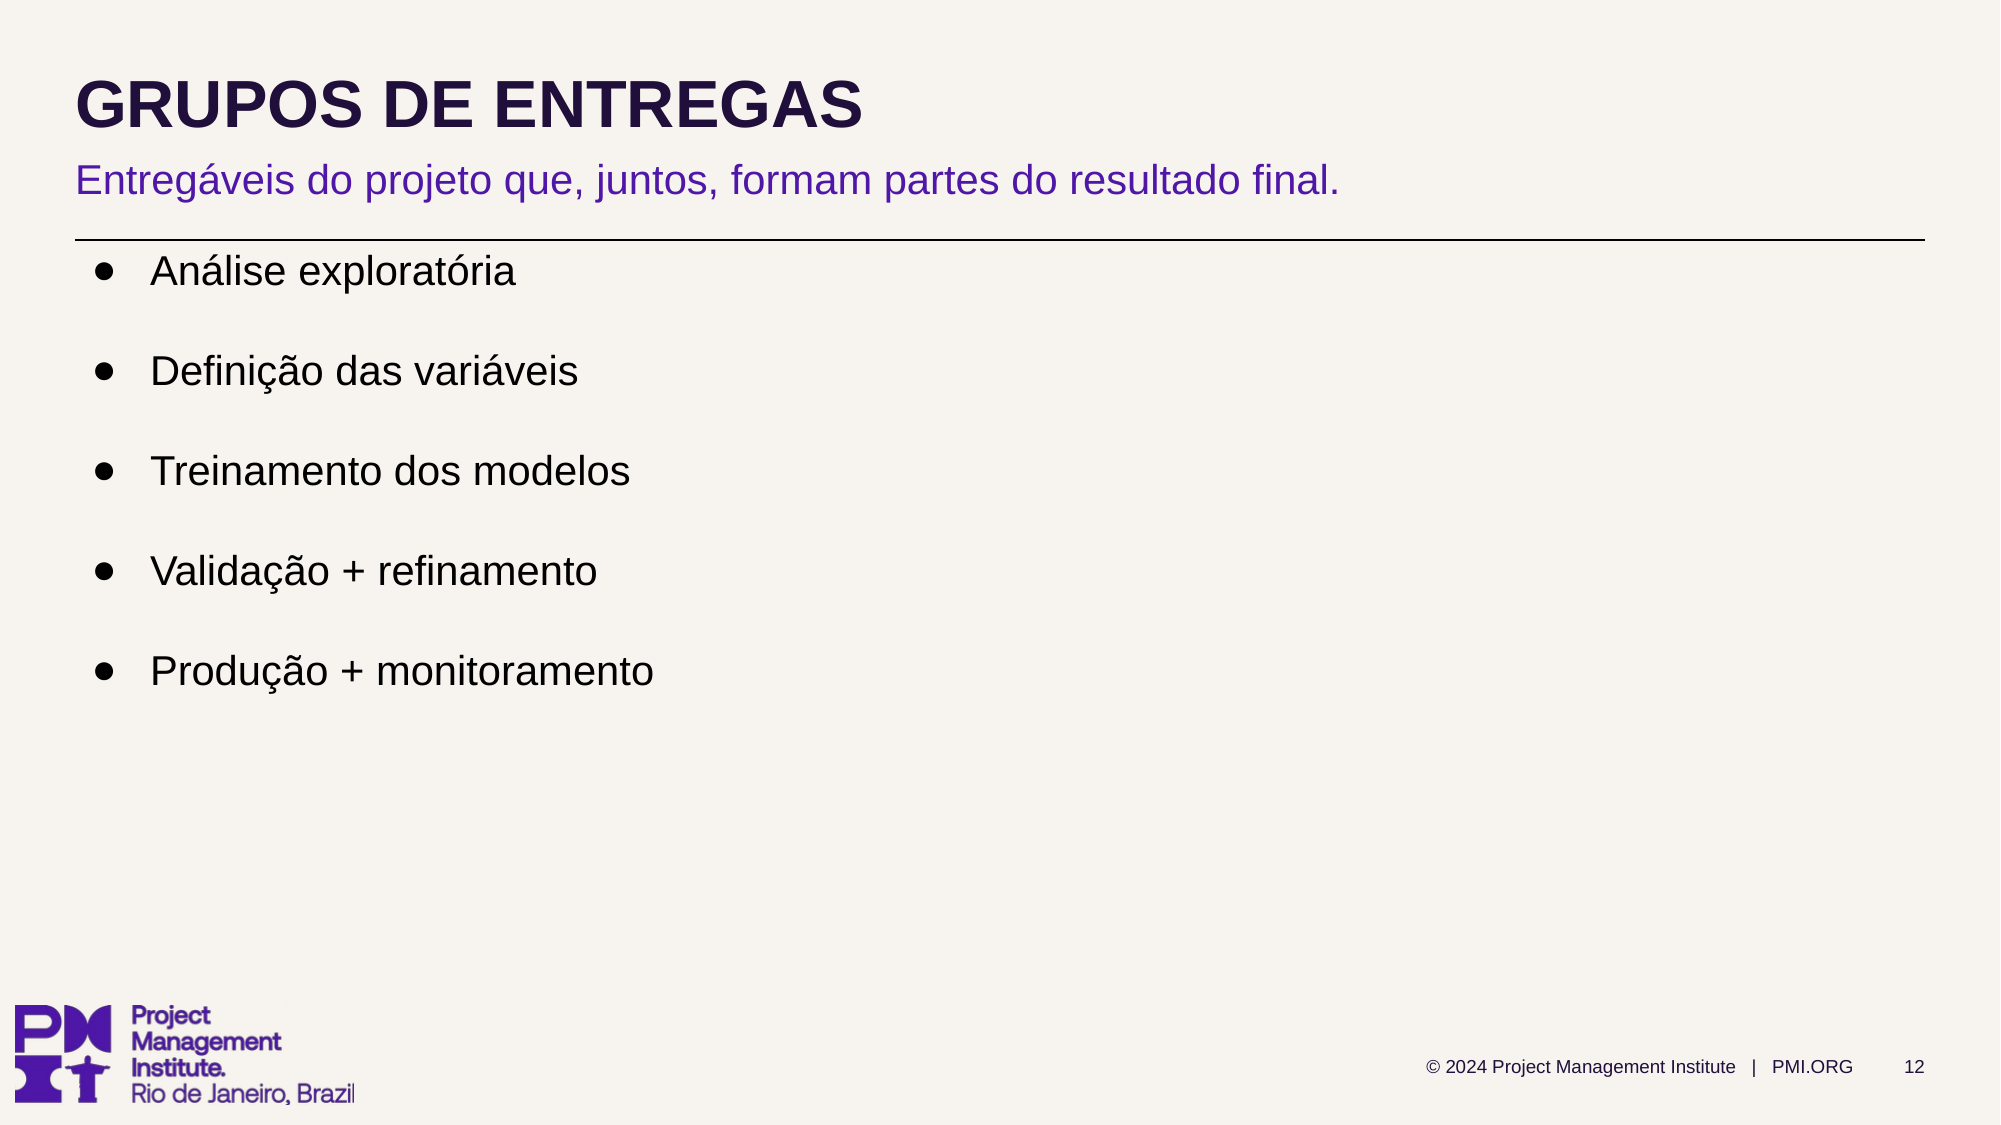 GRUPOS DE ENTREGAS
Entregáveis do projeto que, juntos, formam partes do resultado final.
● Análise exploratória
● Definição das variáveis
● Treinamento dos modelos
● Validação + refinamento
● Produção + monitoramento
Project
Management
Institute.
Rio de Janeiro, Brazil
© 2024 Project Management Institute | PMI.ORG 12